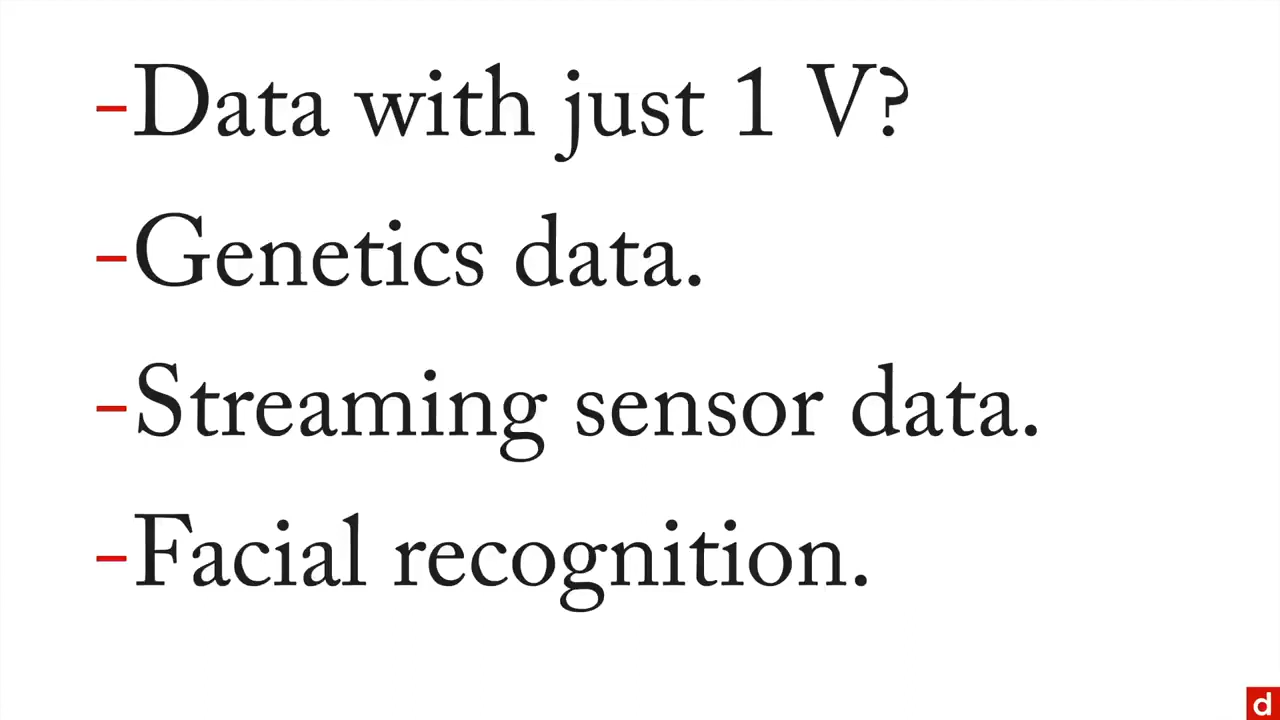 -Data with just 1 V?
-Genetics data.
-Streaming sensor data.
-Facial recognition.
d